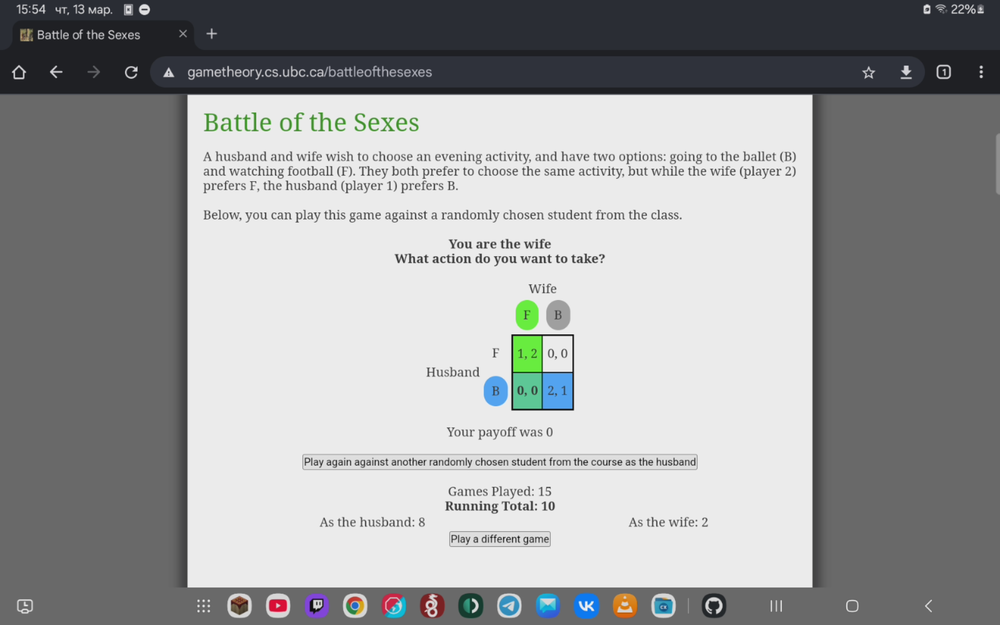 15:54 чт, 13 мар.
22%
Battle of the Sexes
gametheory.cs.ubc.ca/battleofthesexes
1
Battle of the Sexes
A husband and wife wish to choose an evening activity, and have two options: going to the ballet (B)
and watching football (F). They both prefer to choose the same activity, but while the wife (player 2)
prefers F, the husband (player 1) prefers B.
Below, you can play this game against a randomly chosen student from the class.
You are the wife
What action do you want to take?
Wife
F B
F 1, 2 0, 0
Husband
B 0, 0 2, 1
Your payoff was 0
Play again against another randomly chosen student from the course as the husband
Games Played: 15
Running Total: 10
As the husband: 8 As the wife: 2
Play a different game
CX